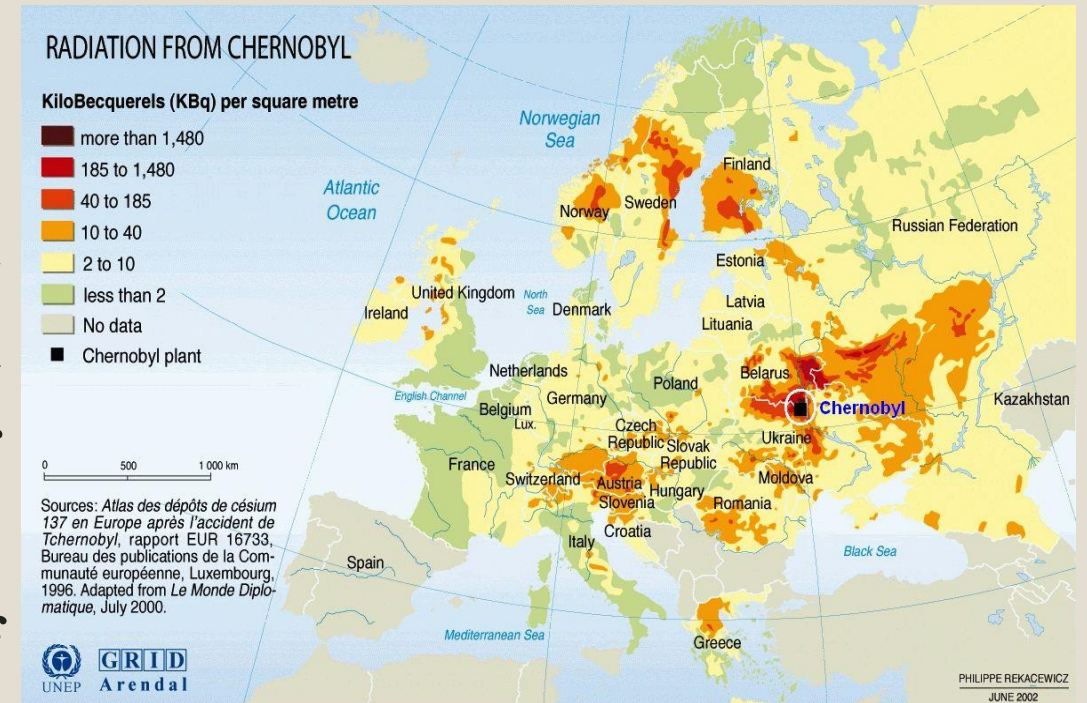 RADIATION FROM CHERNOBYL
KiloBecquerels (KBq) per square metre
more than 1,480
185 to 1,480
40 to 185
10 to 40
2 to 10
less than 2
No data
Chernobyl plant
Norwegian
Sea
Atlantic
Ocean
Finland
Norway
Sweden
Russian Federation
Estonia
United Kingdom
North
Sea
Denmark
Latvia
Ireland
Lituania
Netherlands
Belarus
Poland
English Channel
Germany
Kazakhstan
Belgium
Chernobyl
Lux.
Czech
Republic
Ukraine
Slovak
Republic
France
Switzerland
Austria
Moldova
Hungary
Slovenia
Romania
Croatia
Italy
Black Sea
Spain
Mediterranean Sea
Greece
0 500 1 000 km
Sources: Atlas des dépôts de césium
137 en Europe après l'accident de
Tchernobyl, rapport EUR 16733,
Bureau des publications de la Com-
munauté européenne, Luxembourg,
1996. Adapted from Le Monde Diplo-
matique, July 2000.
UNEP
GRID
Arendal
PHILIPPE REKACEWICZ
JUNE 2002